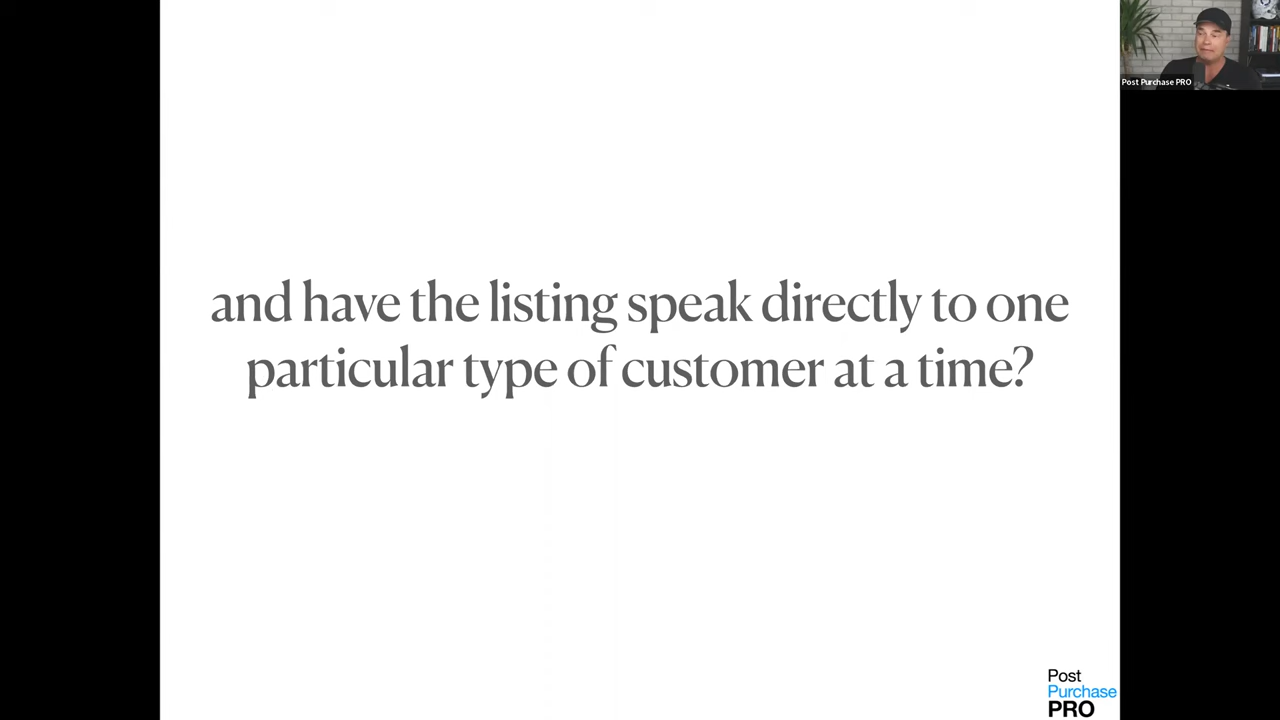 Post Purchase PRO
and have the listing speak directly to one
particular type of customer at a time?
Post
Purchase
PRO